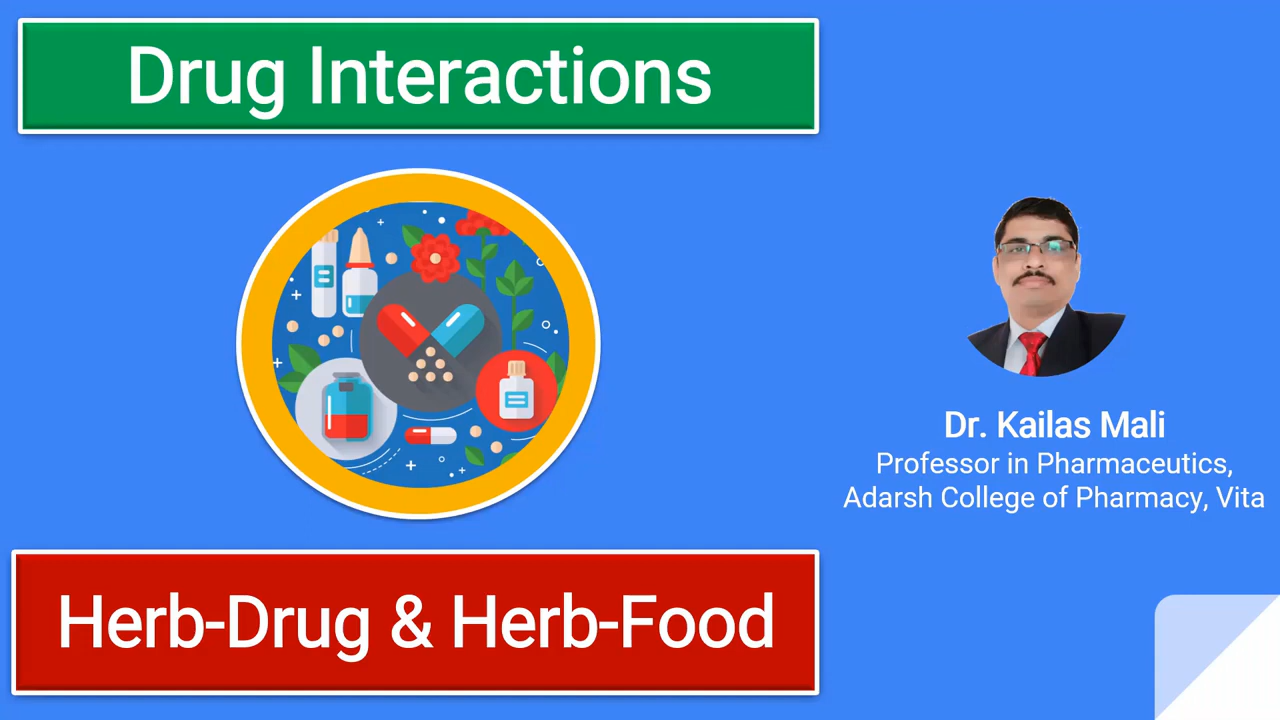 Drug Interactions
Dr. Kailas Mali
Professor in Pharmaceutics,
Adarsh College of Pharmacy, Vita
Herb-Drug & Herb-Food